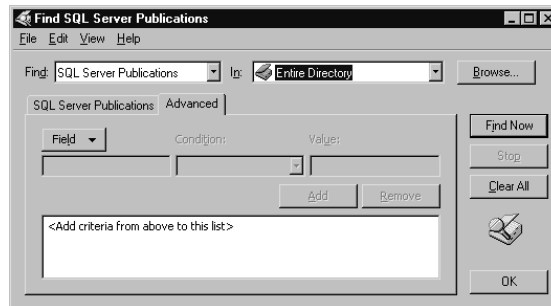 Find SQL Server Publications
File Edit View Help
Find: SQL Server Publications In: Entire Directory Browse...
SQL Server Publications Advanced
Field Condition: Value:
Find Now
Stop
Add Remove
Clear All
<Add criteria from above to this list>
OK